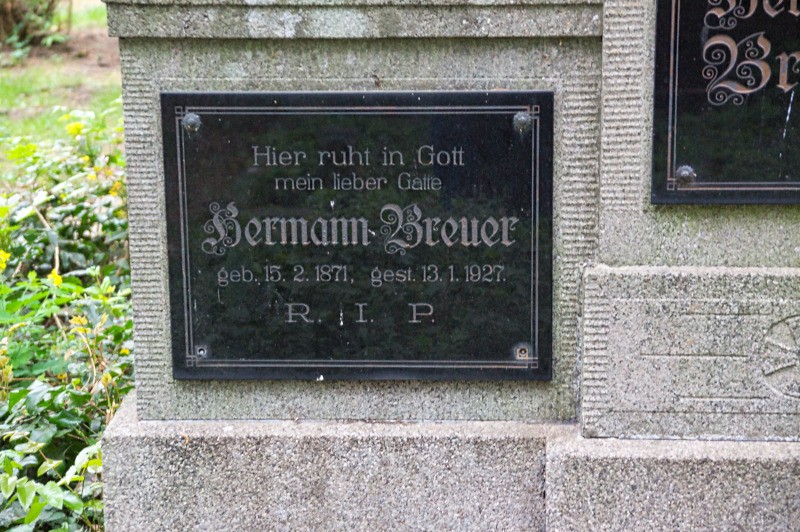 Hier ruht in Gott
mein lieber Gatte
Hermann Breuer
geb. 15. 2. 1871, gest. 13. 1. 1927.
R. I. P.